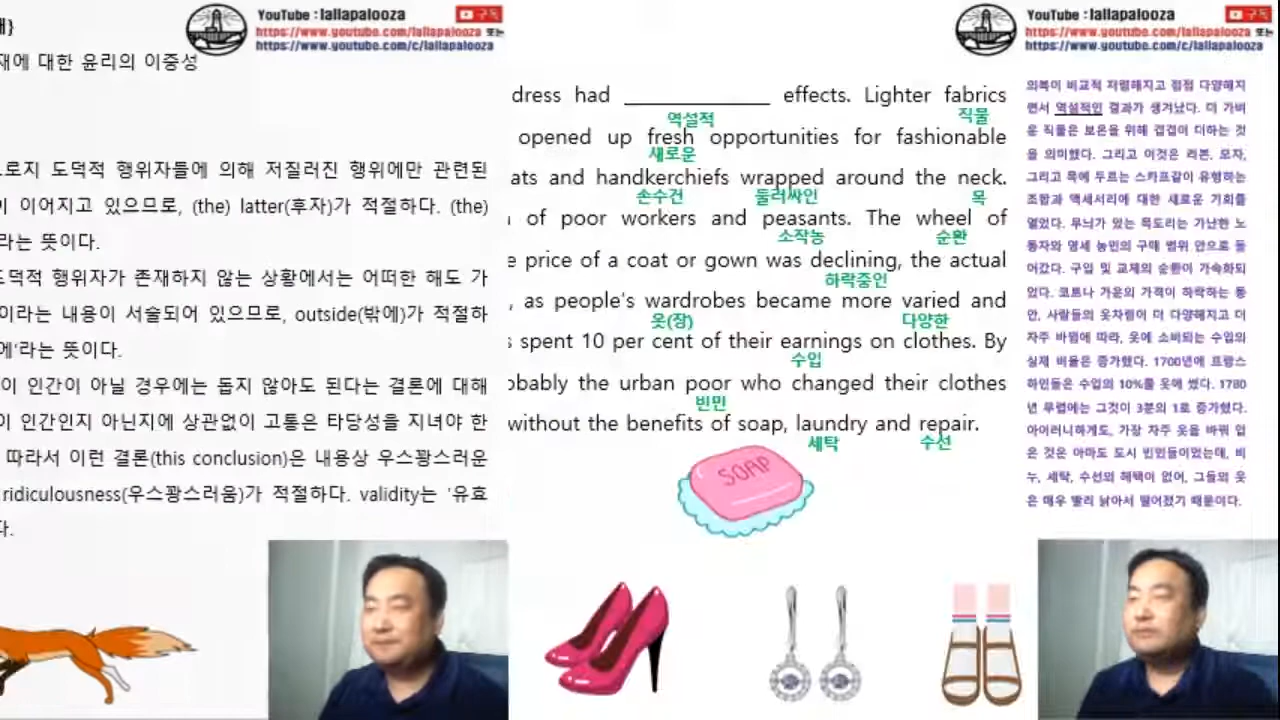 배}
YouTube : lallapalooza 구독
https://www.youtube.com/lallapalooza 또는
https://www.youtube.com/c/lallapalooza
재에 대한 윤리의 이중성
로지 도덕적 행위자들에 의해 저질러진 행위에만 관련된
이 이어지고 있으므로, (the) latter(후자)가 적절하다. (the)
라는 뜻이다.
도덕적 행위자가 존재하지 않는 상황에서는 어떠한 해도 가
이라는 내용이 서술되어 있으므로, outside(밖에)가 적절하
에'라는 뜻이다.
이 인간이 아닐 경우에는 돕지 않아도 된다는 결론에 대해
이 인간인지 아닌지에 상관없이 고통은 타당성을 지녀야 한
따라서 이런 결론(this conclusion)은 내용상 우스꽝스러운
ridiculousness(우스꽝스러움)가 적절하다. validity는 '유효
다.
dress had ____________ effects. Lighter fabrics
역설적 직물
opened up fresh opportunities for fashionable
새로운
ats and handkerchiefs wrapped around the neck.
손수건 둘러싸인 목
of poor workers and peasants. The wheel of
소작농 순환
e price of a coat or gown was declining, the actual
하락중인
, as people's wardrobes became more varied and
옷(장) 다양한
s spent 10 per cent of their earnings on clothes. By
수입
obably the urban poor who changed their clothes
빈민
without the benefits of soap, laundry and repair.
세탁 수선
SOAP
YouTube : lallapalooza 구독
https://www.youtube.com/lallapalooza 또는
https://www.youtube.com/c/lallapalooza
의복이 비교적 저렴해지고 점점 다양해지
면서 역설적인 결과가 생겨났다. 더 가벼
운 직물은 보온을 위해 겹겹이 더하는 것
을 의미했다. 그리고 이것은 리본, 모자,
그리고 목에 두르는 스카프같이 유행하는
조합과 액세서리에 대한 새로운 기회를
열었다. 무늬가 있는 목도리는 가난한 노
동자와 영세 농민의 구매 범위 안으로 들
어갔다. 구입 및 교체의 순환이 가속화되
었다. 코트나 가운의 가격이 하락하는 동
안, 사람들의 옷차림이 더 다양해지고 더
자주 바뀜에 따라, 옷에 소비되는 수입의
실재 비율은 증가했다. 1700년에 프랑스
하인들은 수입의 10%를 옷에 썼다. 1780
년 무렵에는 그것이 3분의 1로 증가했다.
아이러니하게도, 가장 자주 옷을 바꿔 입
은 것은 아마도 도시 빈민들이었는데, 비
누, 세탁, 수선의 혜택이 없어, 그들의 옷
은 매우 빨리 낡아서 떨어졌기 때문이다.